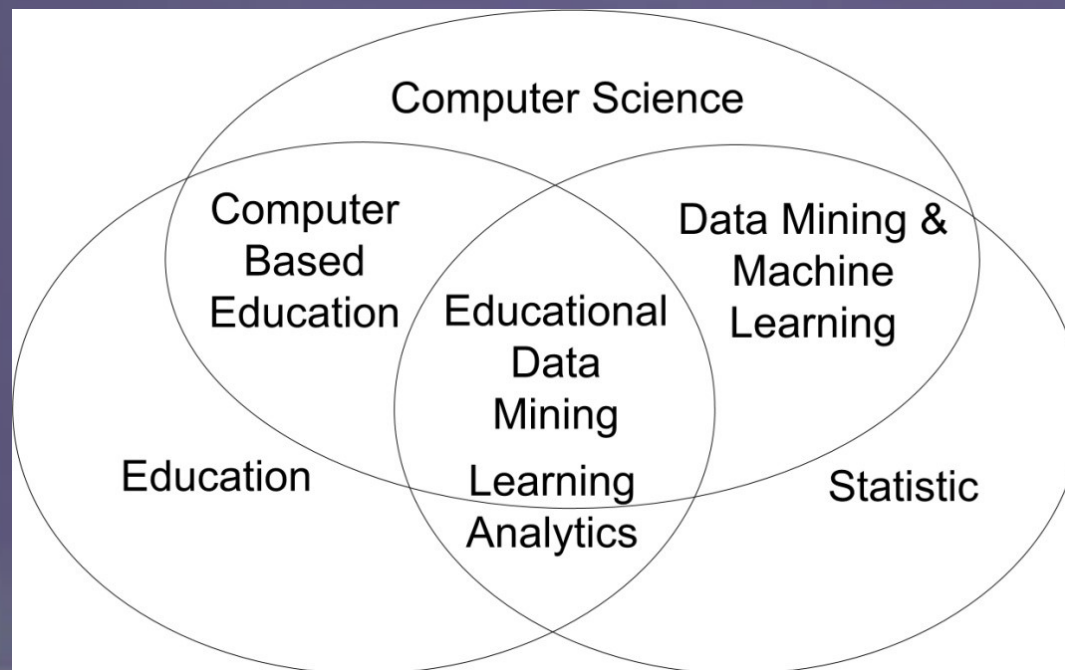 Computer Science
Computer
Based
Education
Data Mining &
Machine
Learning
Educational
Data
Mining
Learning
Analytics
Education
Statistic